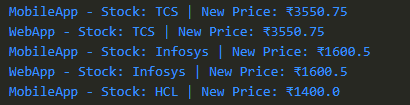 MobileApp - Stock: TCS | New Price: ₹3550.75
WebApp - Stock: TCS | New Price: ₹3550.75
MobileApp - Stock: Infosys | New Price: ₹1600.5
WebApp - Stock: Infosys | New Price: ₹1600.5
MobileApp - Stock: HCL | New Price: ₹1400.0